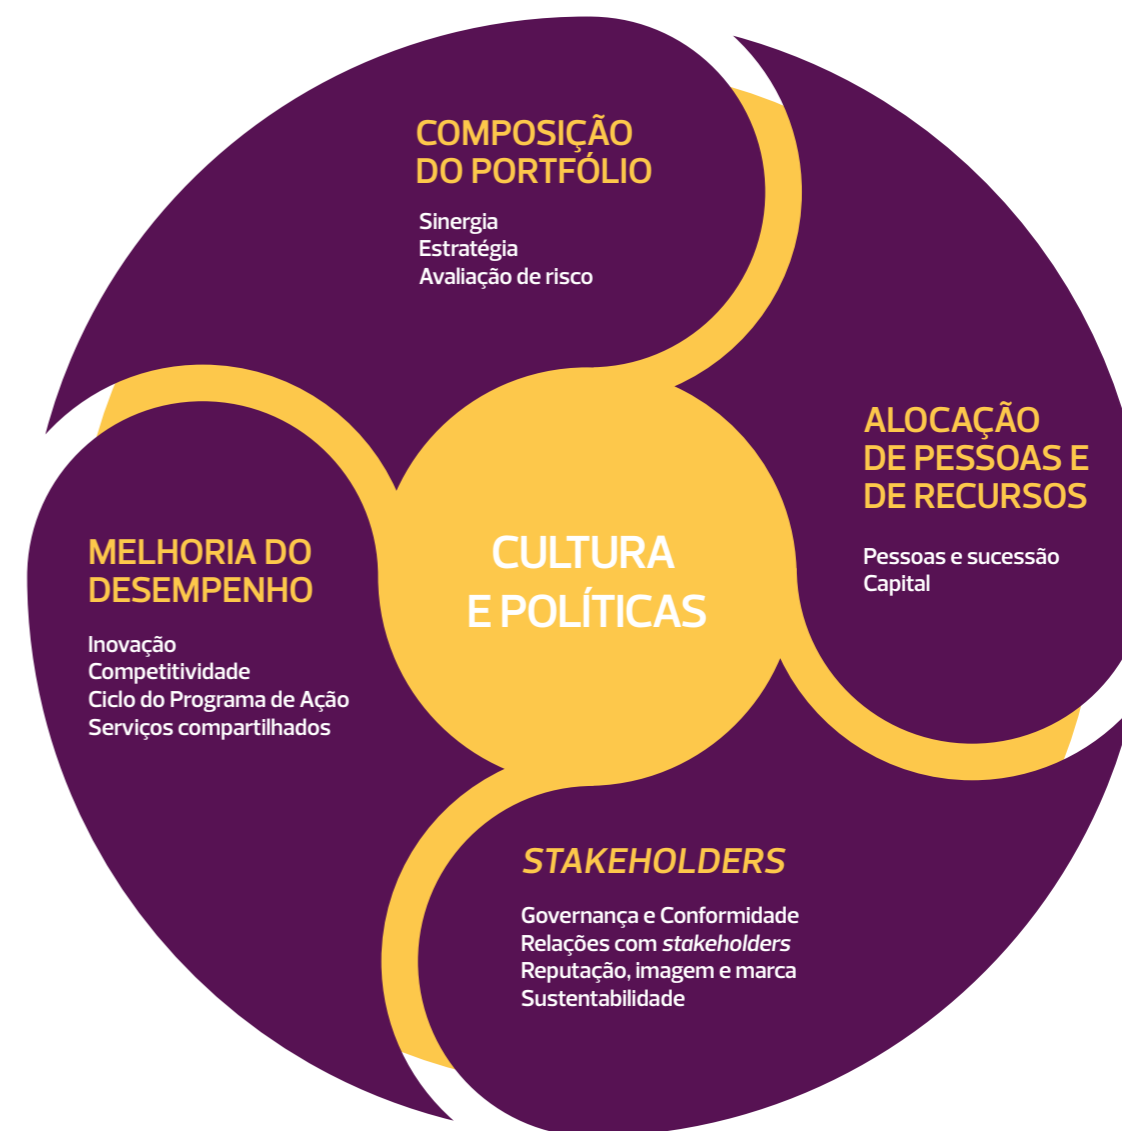 COMPOSIÇÃO
DO PORTFÓLIO
Sinergia
Estratégia
Avaliação de risco
ALOCAÇÃO
DE PESSOAS E
DE RECURSOS
Pessoas e sucessão
Capital
CULTURA
E POLÍTICAS
MELHORIA DO
DESEMPENHO
Inovação
Competitividade
Ciclo do Programa de Ação
Serviços compartilhados
STAKEHOLDERS
Governança e Conformidade
Relações com stakeholders
Reputação, imagem e marca
Sustentabilidade